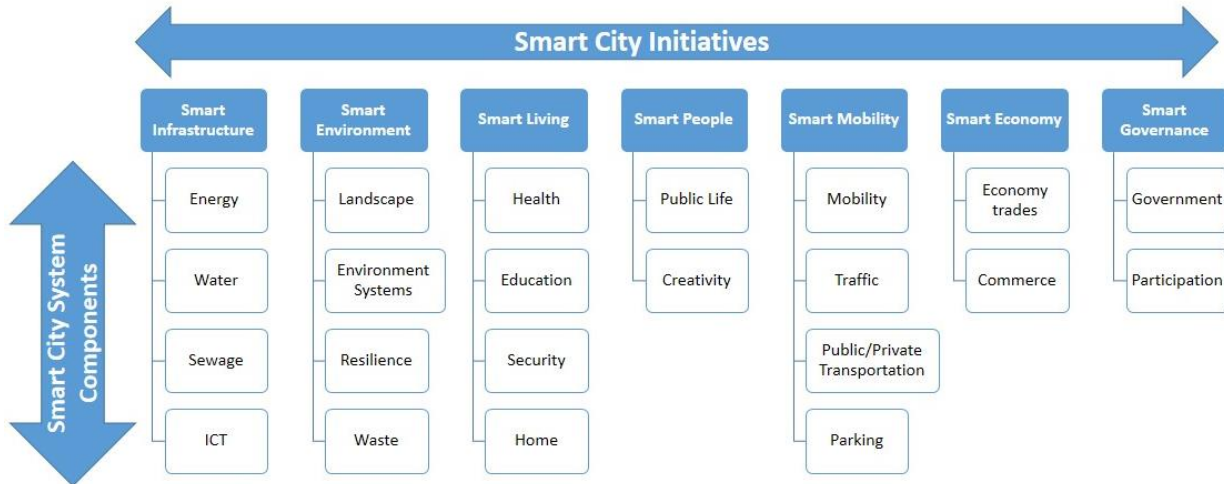 Smart City Initiatives
Smart
Infrastructure
Smart
Environment
Smart Living
Smart People
Smart Mobility
Smart Economy
Smart
Governance
Smart City System
Components
Energy
Water
Sewage
ICT
Landscape
Environment
Systems
Resilience
Waste
Health
Education
Security
Home
Public Life
Creativity
Mobility
Traffic
Public/Private
Transportation
Parking
Economy
trades
Commerce
Government
Participation